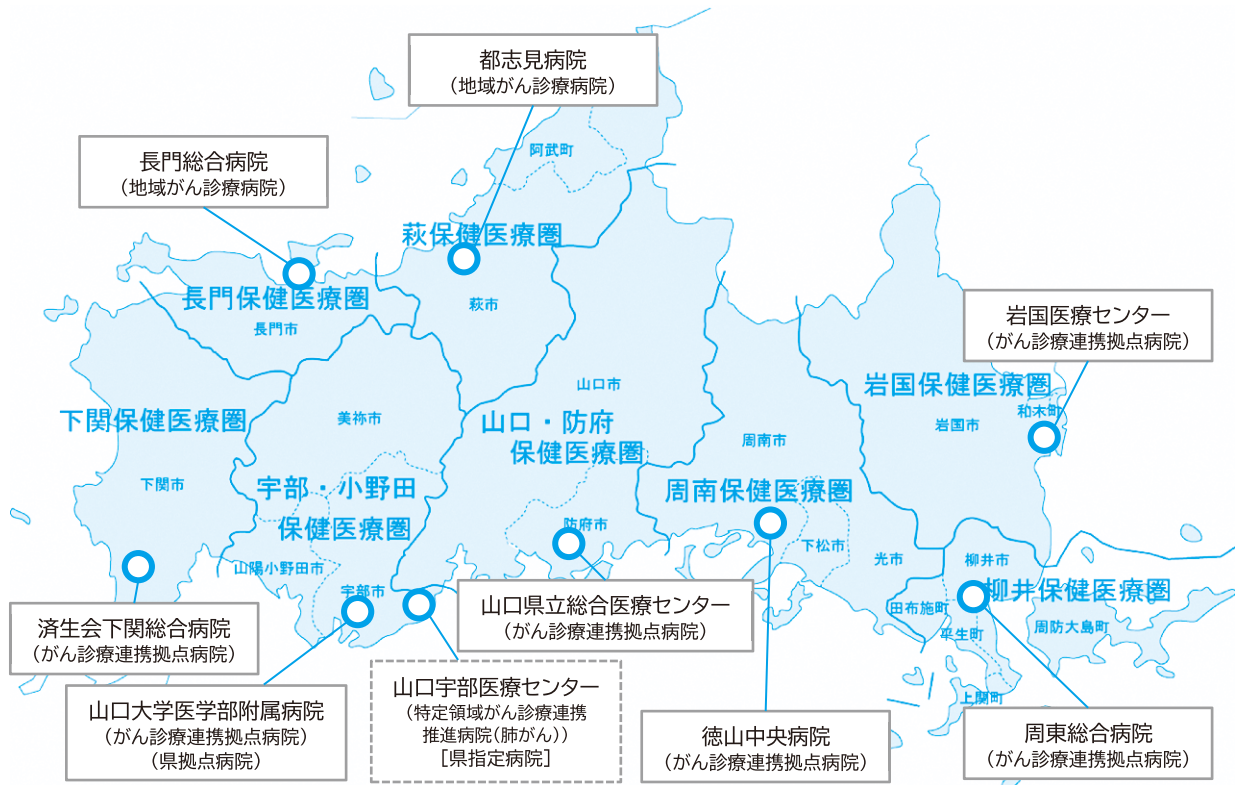 都志見病院
（地域がん診療病院）
長門総合病院
（地域がん診療病院）
阿武町
萩保健医療圏
萩市
長門保健医療圏
長門市
岩国医療センター
（がん診療連携拠点病院）
山口市
岩国保健医療圏
和木町
岩国市
下関保健医療圏
美祢市
山口・防府
保健医療圏
周南市
下関市
宇部・小野田
保健医療圏
周南保健医療圏
防府市
下松市
光市
柳井市
山陽小野田市
宇部市
柳井保健医療圏
田布施町
周防大島町
平生町
上関町
済生会下関総合病院
（がん診療連携拠点病院）
山口県立総合医療センター
（がん診療連携拠点病院）
山口大学医学部附属病院
（がん診療連携拠点病院）
（県拠点病院）
山口宇部医療センター
（特定領域がん診療連携
推進病院（肺がん））
［県指定病院］
徳山中央病院
（がん診療連携拠点病院）
周東総合病院
（がん診療連携拠点病院）